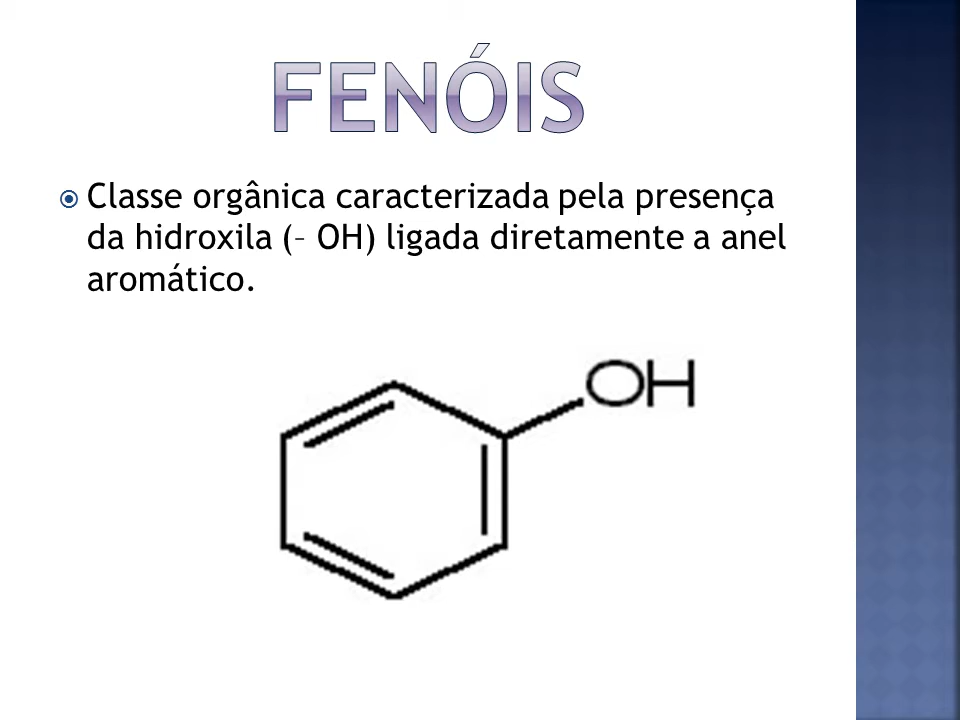 FENÓIS
Classe orgânica caracterizada pela presença
da hidroxila (– OH) ligada diretamente a anel
aromático.
OH